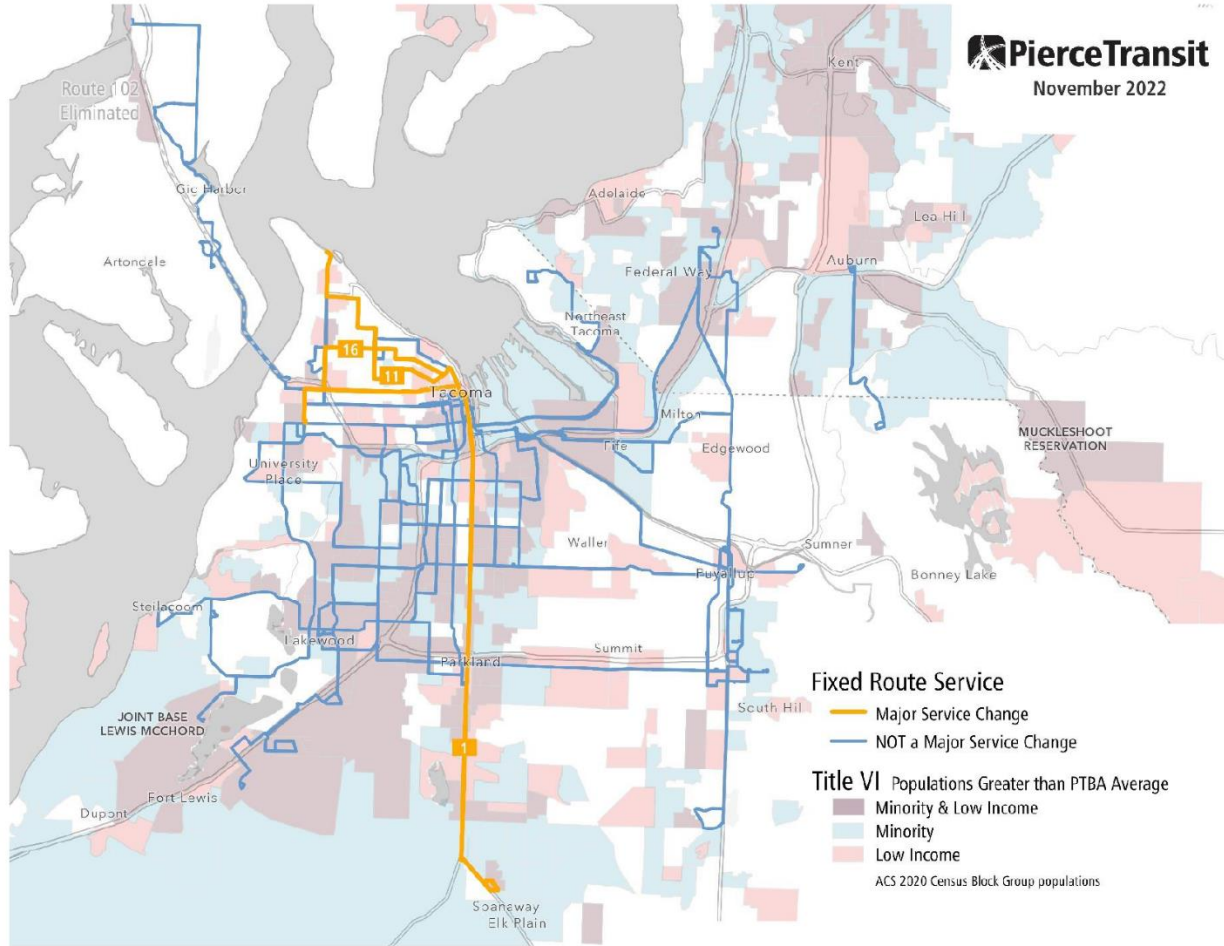 PierceTransit
November 2022
Kent
Route 102
Eliminated
Gig Harbor
Adelaide
Lea Hill
Artondale
Federal Way
Auburn
Northeast
Tacoma
16
11
Tacoma
Milton
MUCKLESHOOT
RESERVATION
Fife
Edgewood
University
Place
Waller
Sumner
Puyallup
Bonney Lake
Steilacoom
Lakewood
Summit
Parkland
Fixed Route Service
Major Service Change
NOT a Major Service Change
South Hil
JOINT BASE
LEWIS MCCHORD
1
Title VI Populations Greater than PTBA Average
Minority & Low Income
Minority
Low Income
ACS 2020 Census Block Group populations
Fort Lewis
Dupont
Spanaway
Elk Plain